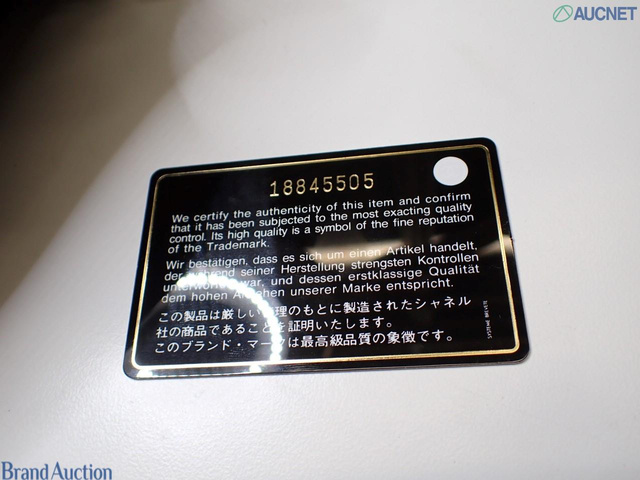 AUCNET
18845505
We certify the authenticity of this item and confirm
that it has been subjected to the most exacting quality
control. Its high quality is a symbol of the fine reputation
of the Trademark.
Wir bestätigen, dass es sich um einen Artikel handelt,
der während seiner Herstellung strengsten Kontrollen
unterworfen war, und dessen erstklassige Qualität
dem hohen Ansehen unserer Marke entspricht.
この製品は厳しい管理のもとに製造されたシャネル
社の商品であることを証明いたします。
このブランド・マークは最高級品質の象徴です。
Brand Auction